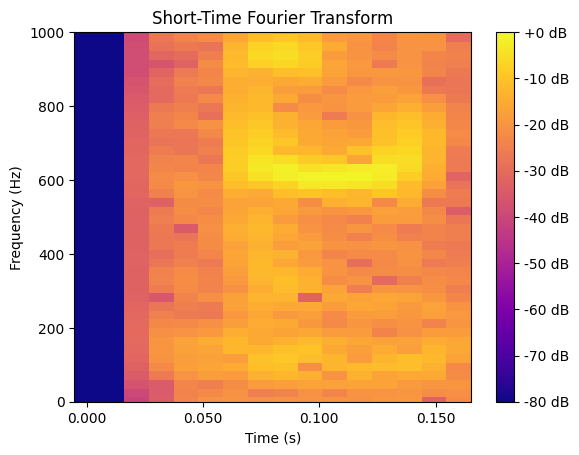 Short-Time Fourier Transform
1000
800
600
400
200
0
Frequency (Hz)
0.000
0.050
0.100
0.150
Time (s)
+0 dB
-10 dB
-20 dB
-30 dB
-40 dB
-50 dB
-60 dB
-70 dB
-80 dB